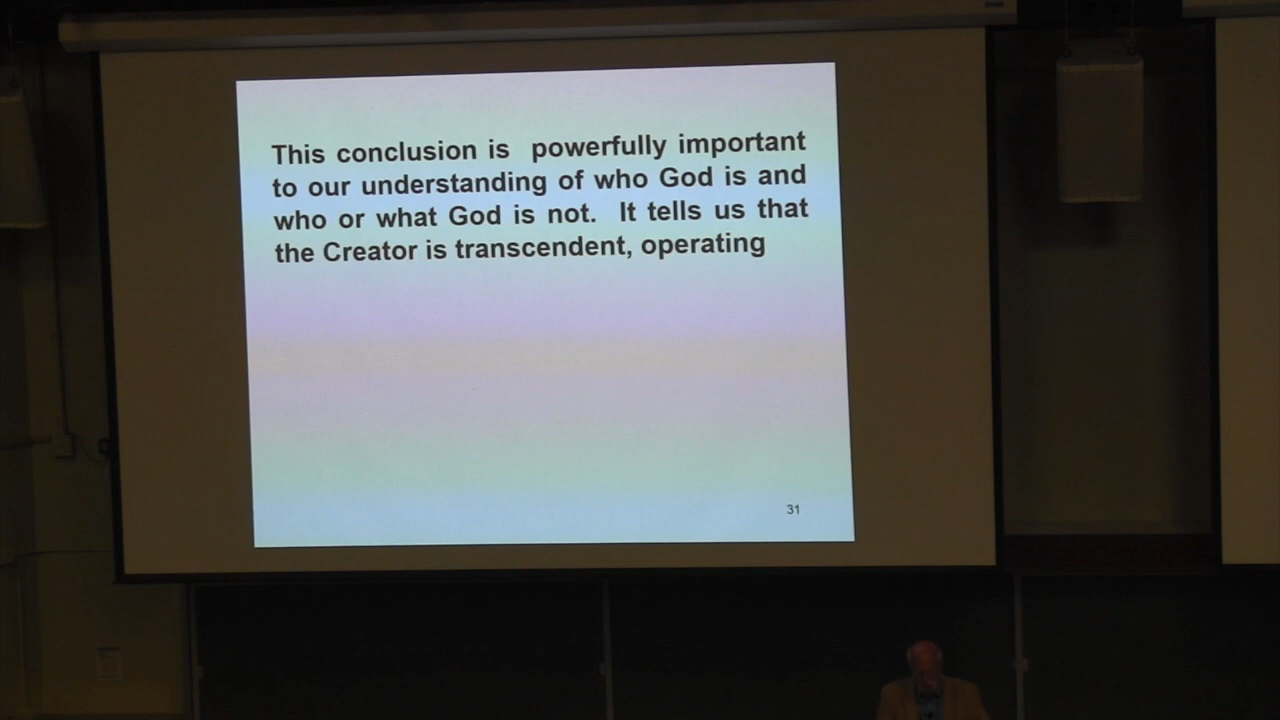 This conclusion is powerfully important
to our understanding of who God is and
who or what God is not. It tells us that
the Creator is transcendent, operating
31